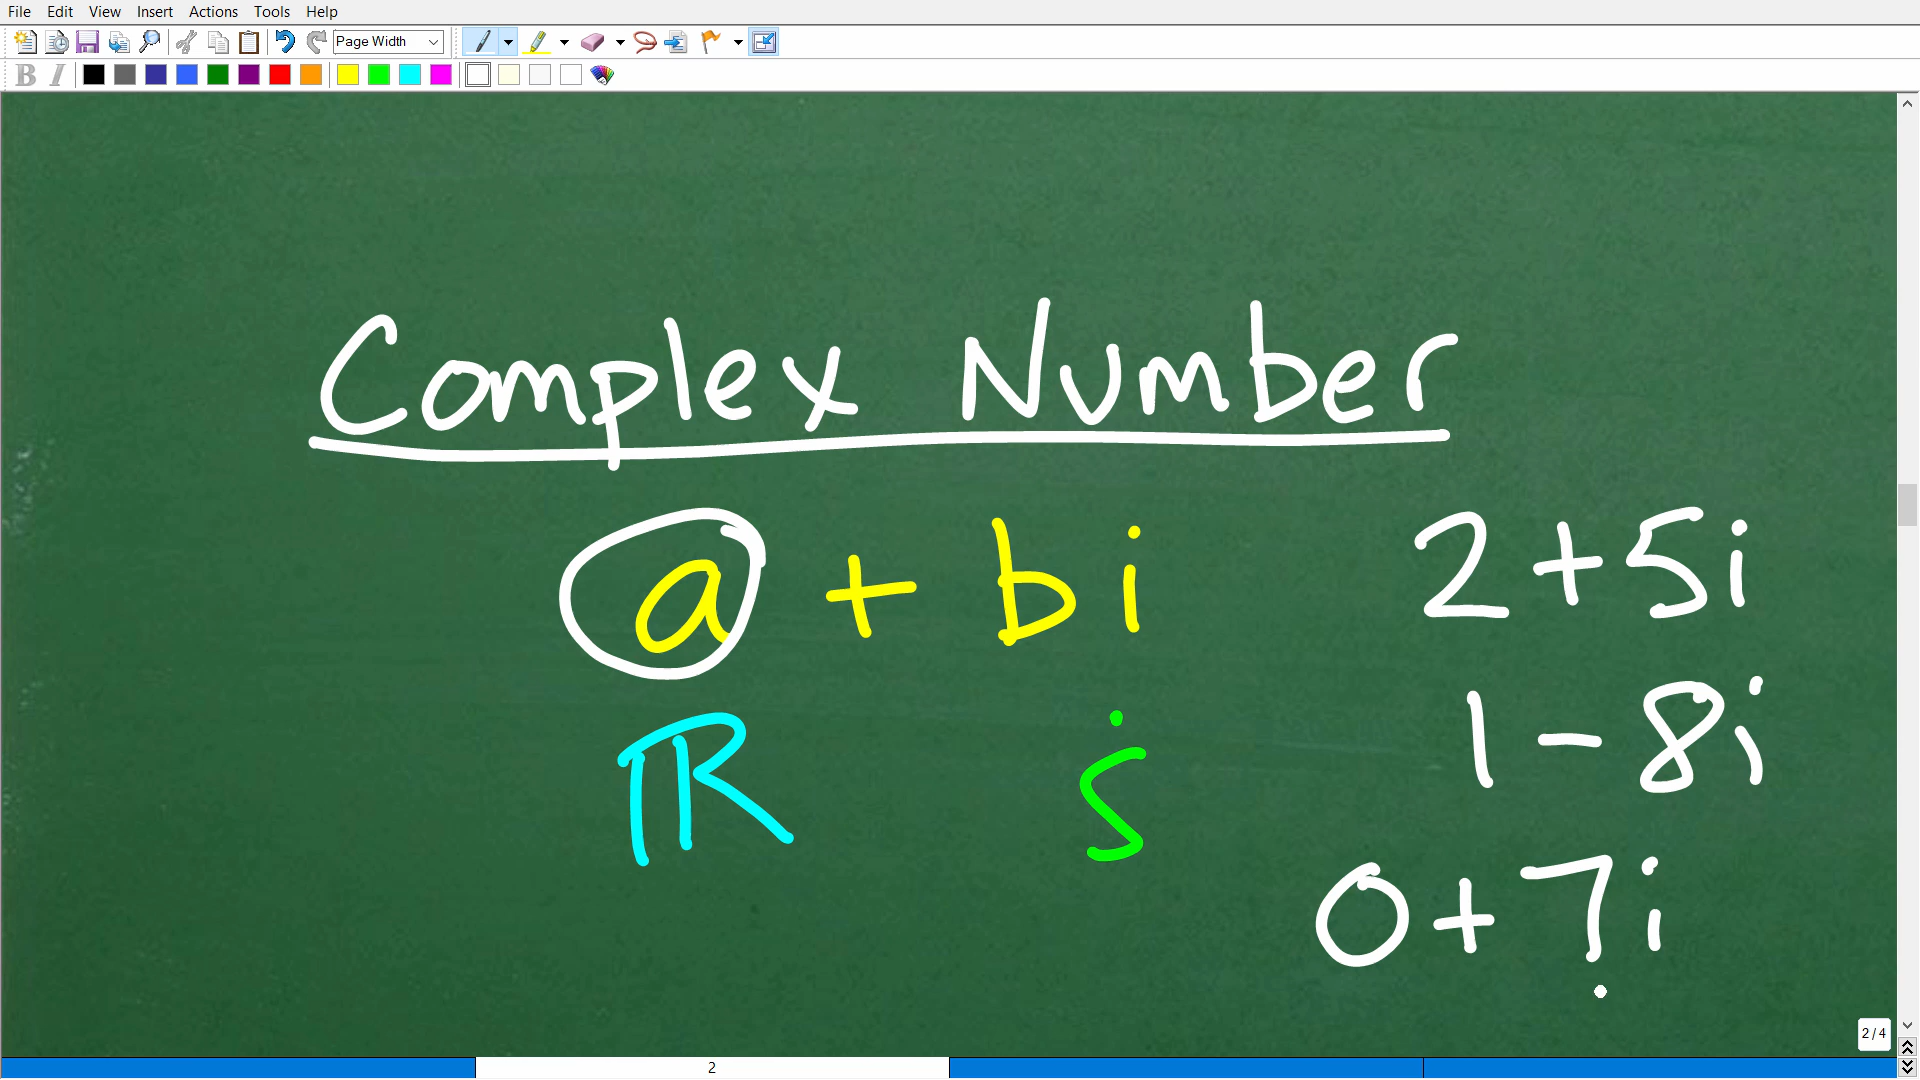 File Edit View Insert Actions Tools Help
Page Width
B I
Complex Number
a + bi
2 + 5i
ℝ
1 - 8i
0 + 7i
2 / 4
2